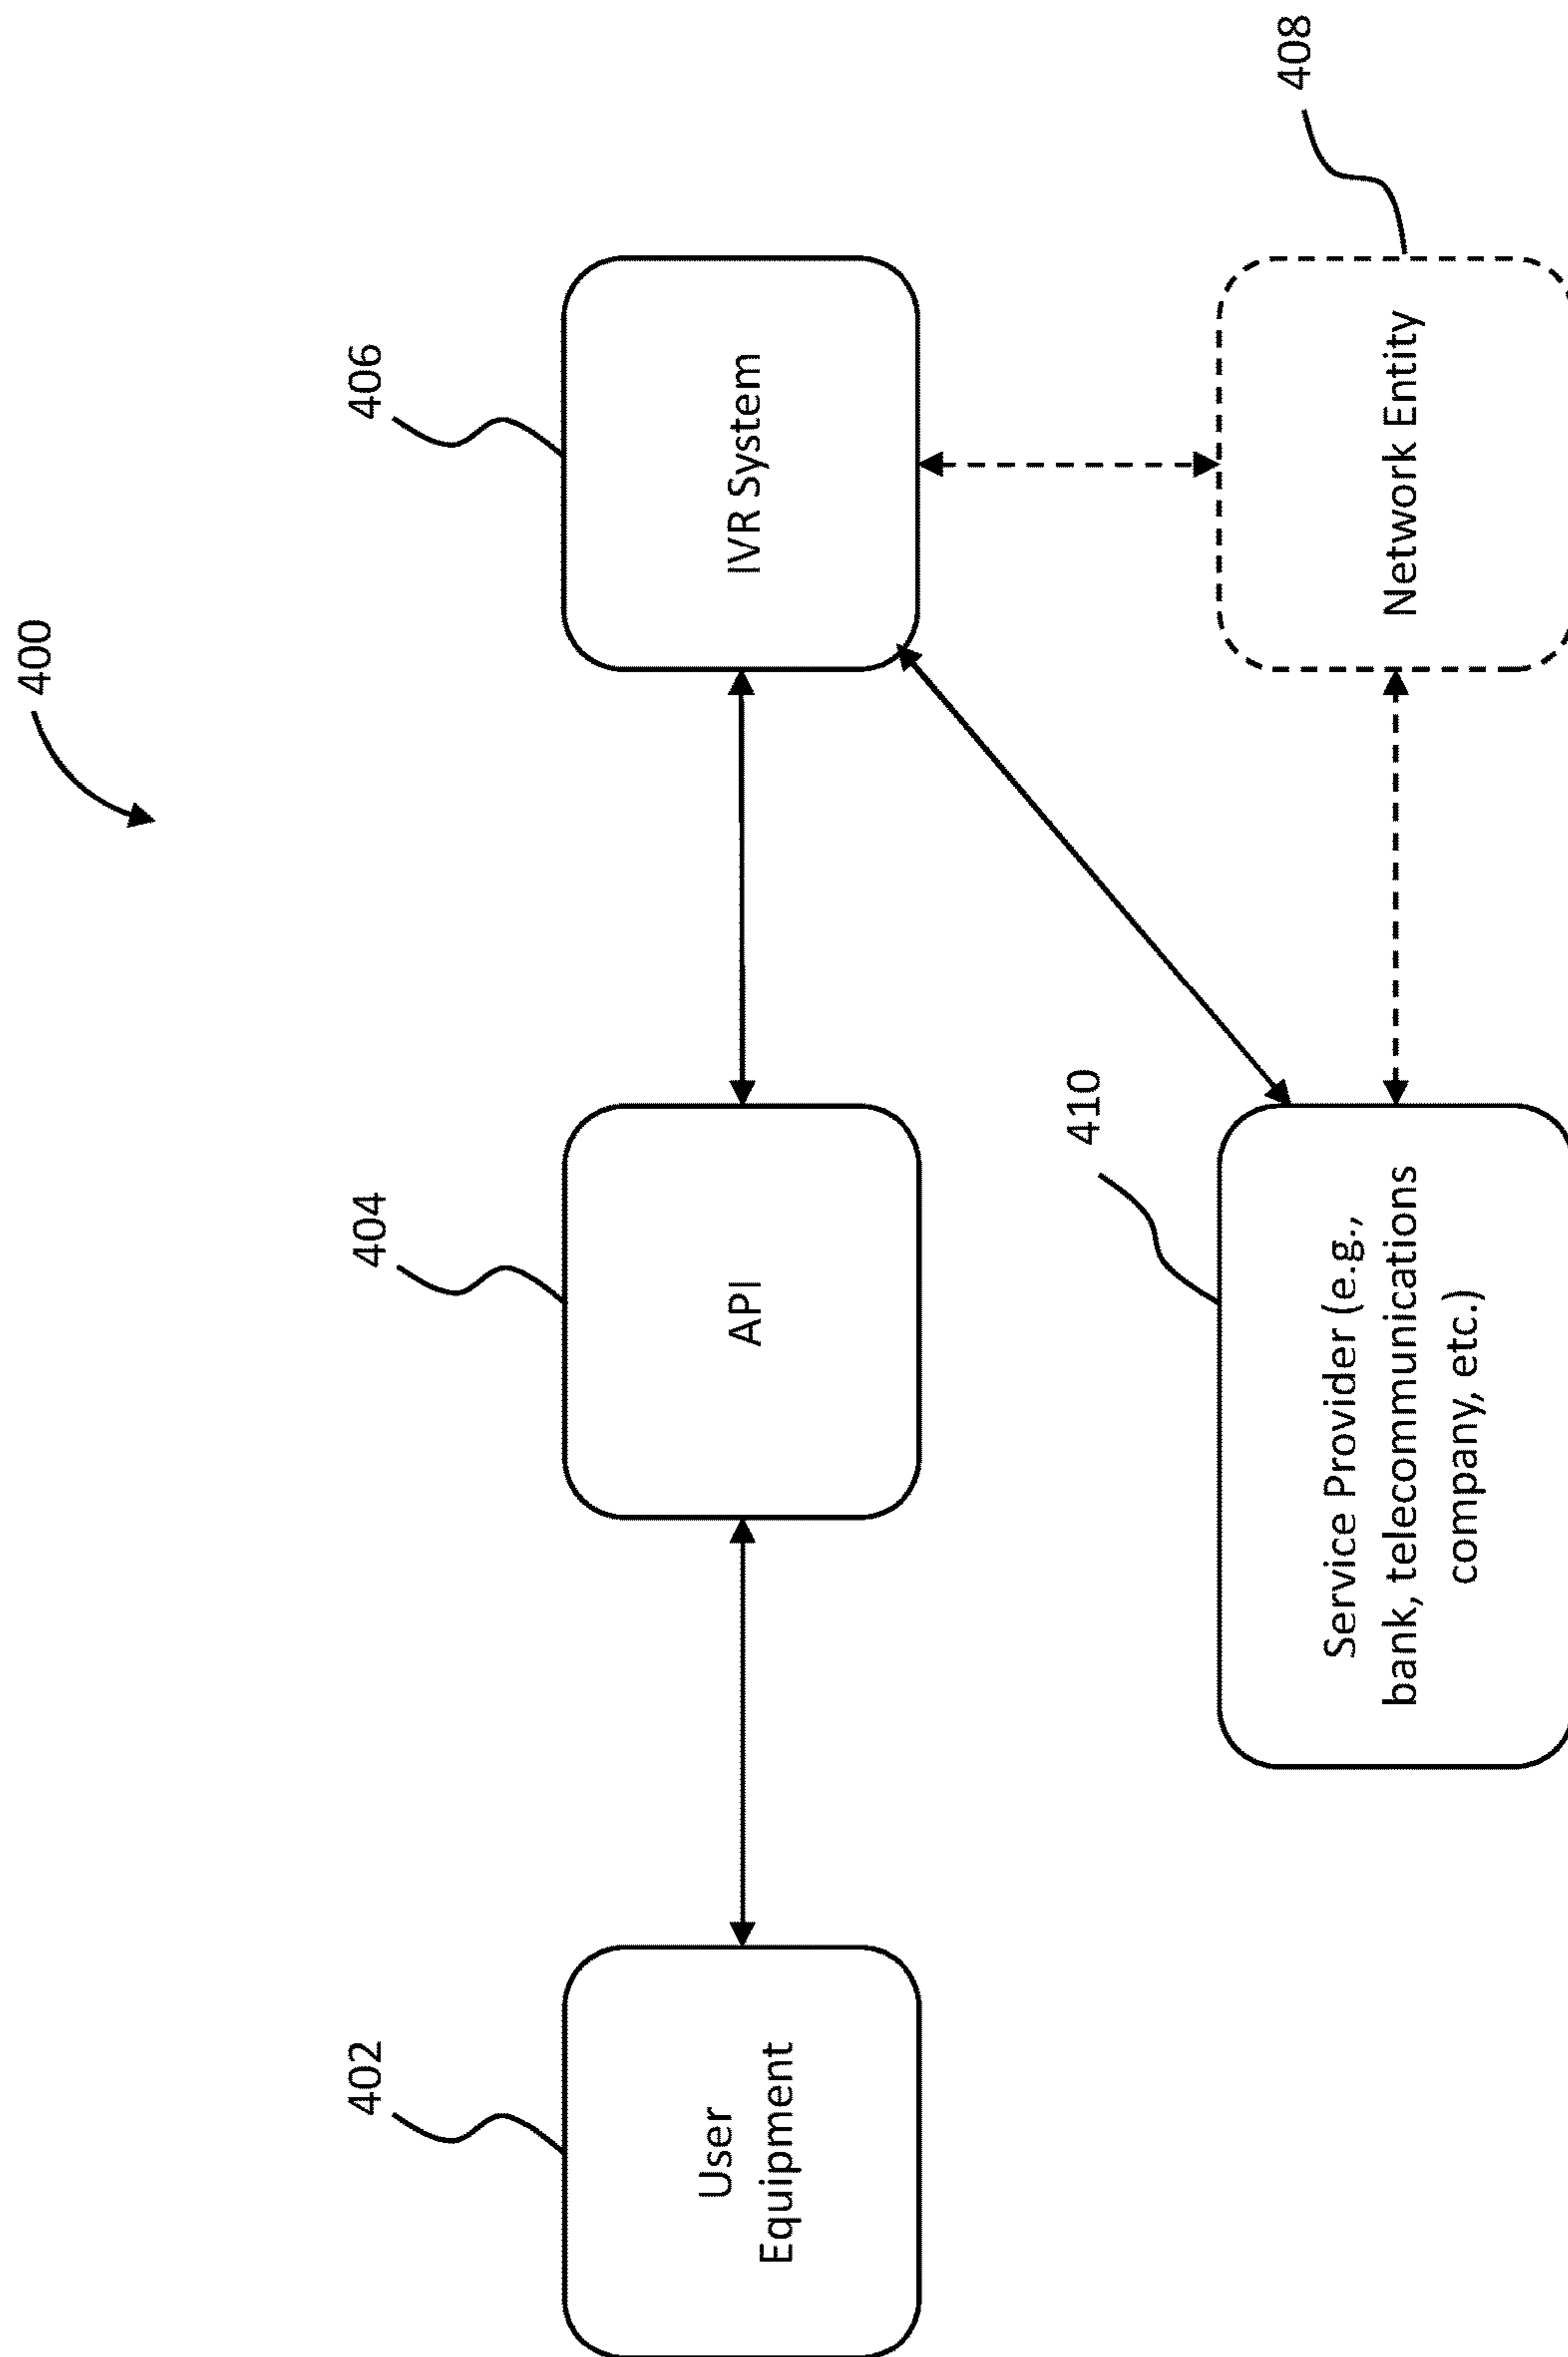 400
402
404
406
User
Equipment
API
IVR System
410
408
Service Provider (e.g.,
bank, telecommunications
company, etc.)
Network Entity